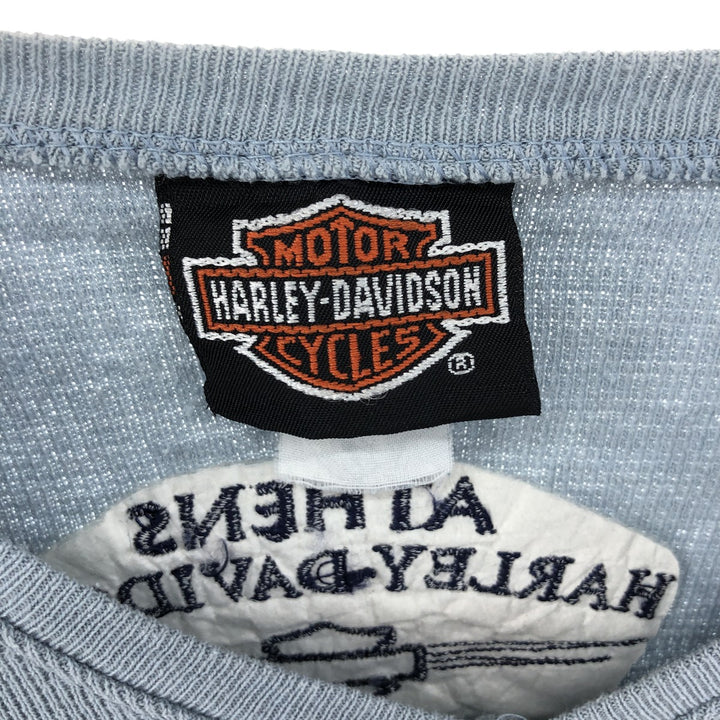 MOTOR
HARLEY-DAVIDSON
CYCLES
®
ATHENS
HARLEY-DAVID